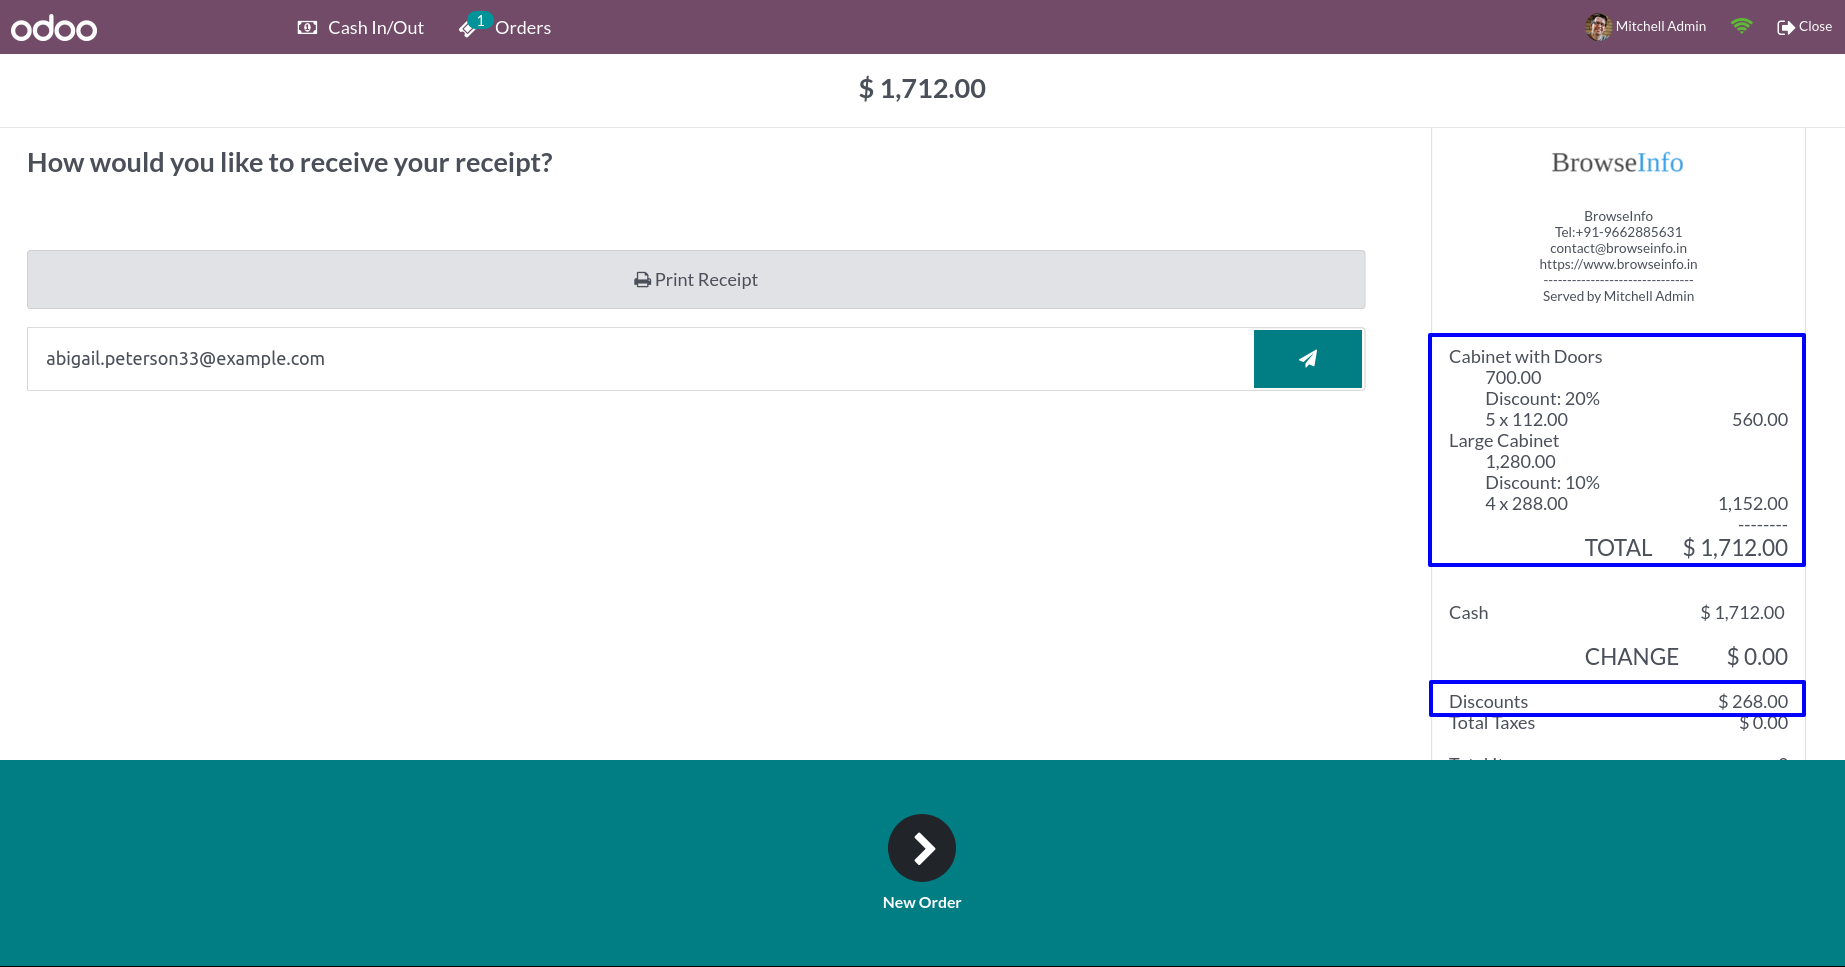 odoo
Cash In/Out
1
Orders
Mitchell Admin
Close
$ 1,712.00
How would you like to receive your receipt?
Print Receipt
abigail.peterson33@example.com
BrowseInfo
BrowseInfo
Tel:+91-9662885631
contact@browseinfo.in
https://www.browseinfo.in
--------------------------------
Served by Mitchell Admin
Cabinet with Doors
700.00
Discount: 20%
5 x 112.00 560.00
Large Cabinet
1,280.00
Discount: 10%
4 x 288.00 1,152.00
--------
TOTAL $ 1,712.00
Cash $ 1,712.00
CHANGE $ 0.00
Discounts $ 268.00
Total Taxes $ 0.00
New Order